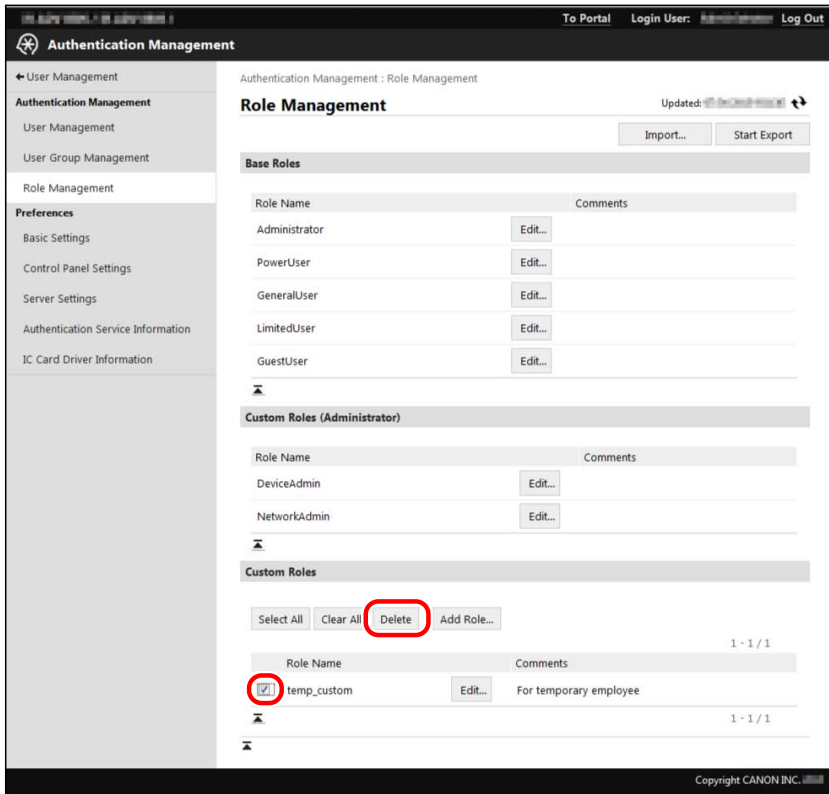 To Portal Login User: Log Out
Authentication Management
User Management
Authentication Management : Role Management
Authentication Management
Role Management
Updated:
User Management
Import... Start Export
User Group Management
Base Roles
Role Management
Role Name Comments
Preferences
Administrator Edit...
Basic Settings
PowerUser Edit...
Control Panel Settings
GeneralUser Edit...
Server Settings
LimitedUser Edit...
Authentication Service Information
IC Card Driver Information
GuestUser Edit...
Custom Roles (Administrator)
Role Name Comments
DeviceAdmin Edit...
NetworkAdmin Edit...
Custom Roles
Select All Clear All Delete Add Role...
1 - 1 / 1
Role Name Comments
temp_custom Edit... For temporary employee
1 - 1 / 1
Copyright CANON INC.